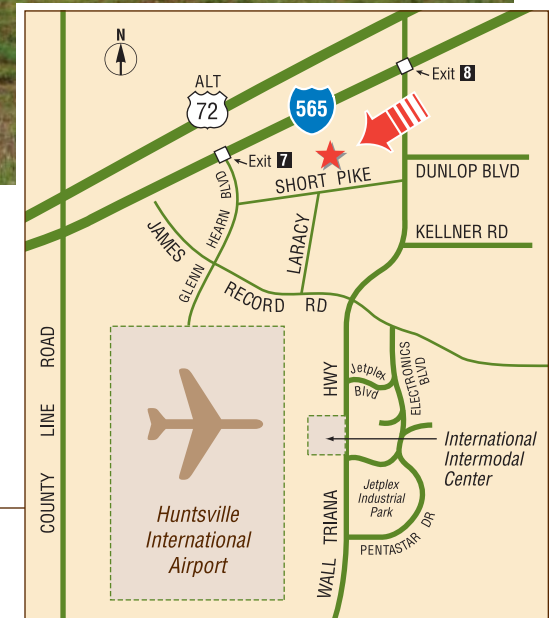 N
ALT
72
565
Exit 8
Exit 7
SHORT PIKE
DUNLOP BLVD
KELLNER RD
GLENN HEARN BLVD
JAMES RECORD RD
LARACY
COUNTY LINE ROAD
WALL TRIANA HWY
Jetplex
Blvd
ELECTRONICS
BLVD
International
Intermodal
Center
Jetplex
Industrial
Park
PENTASTAR DR
Huntsville
International
Airport